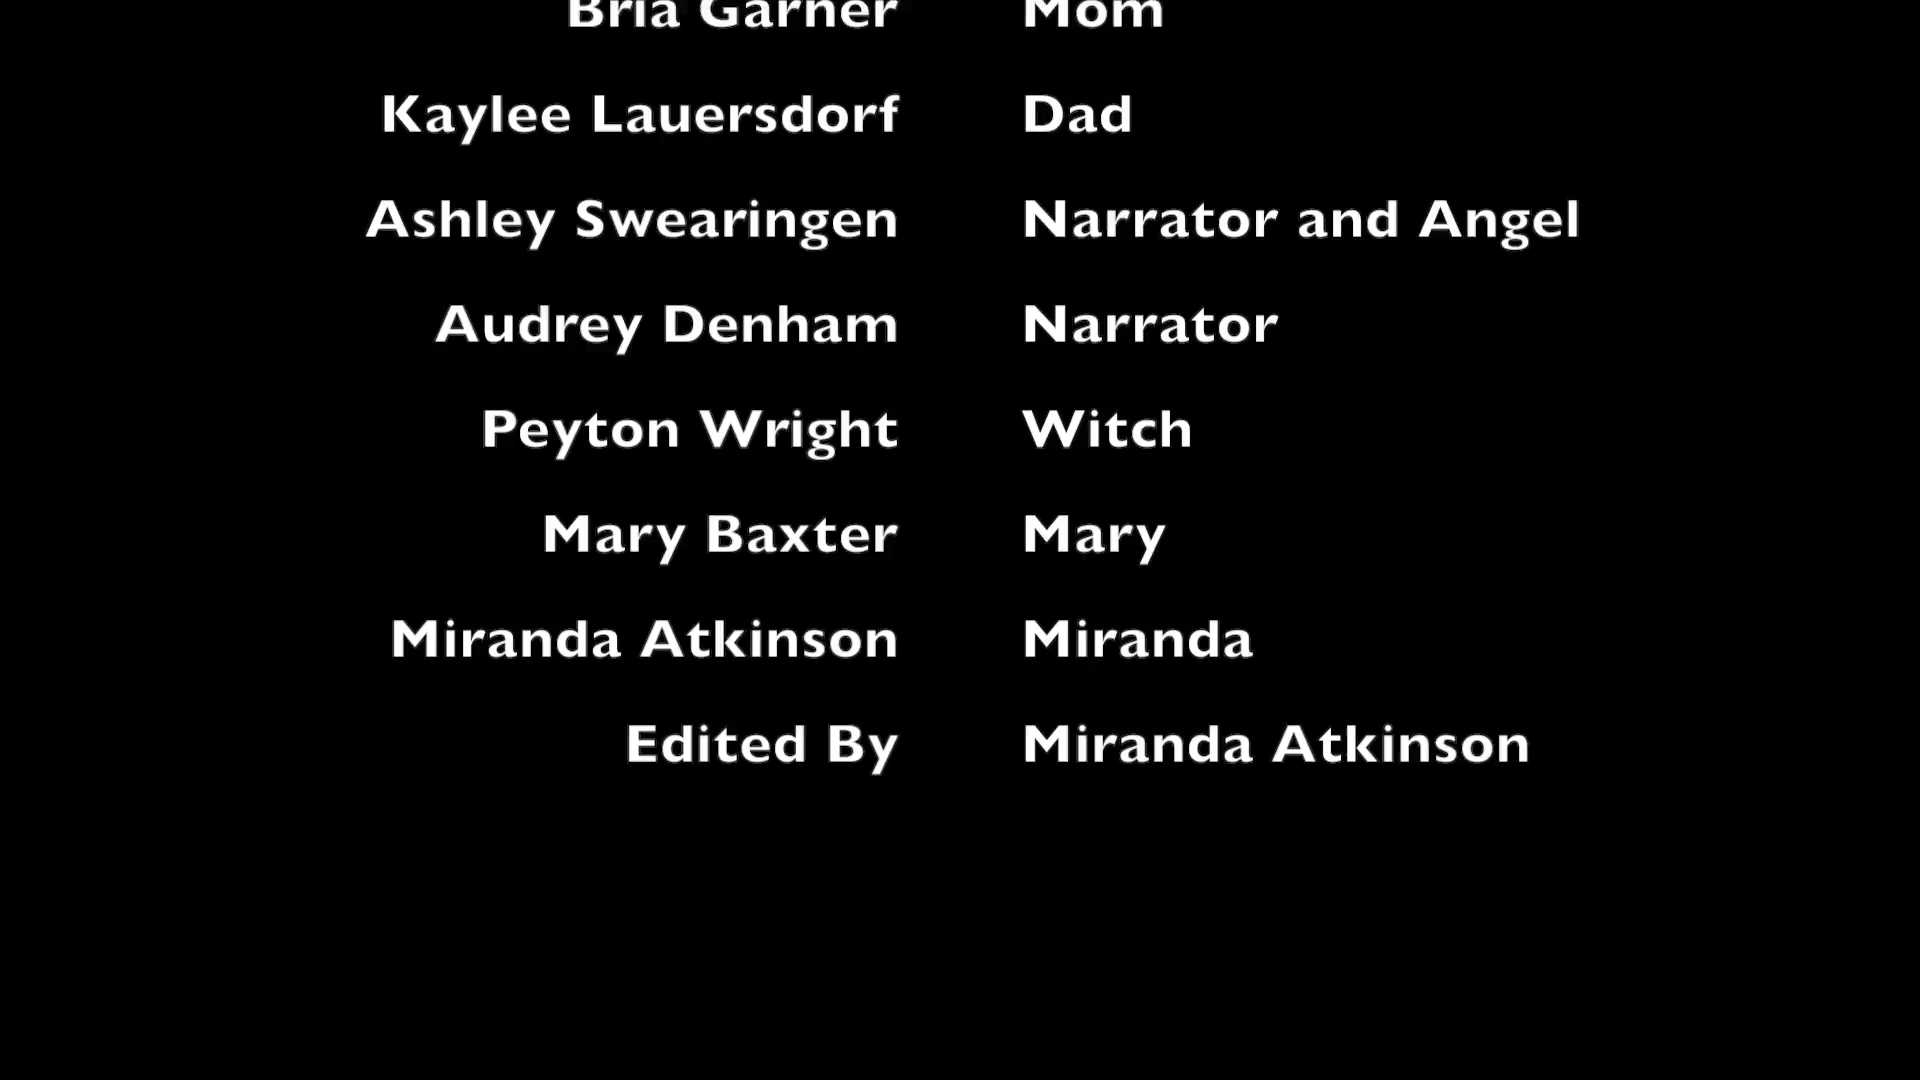 Bria Garner Mom
Kaylee Lauersdorf Dad
Ashley Swearingen Narrator and Angel
Audrey Denham Narrator
Peyton Wright Witch
Mary Baxter Mary
Miranda Atkinson Miranda
Edited By Miranda Atkinson